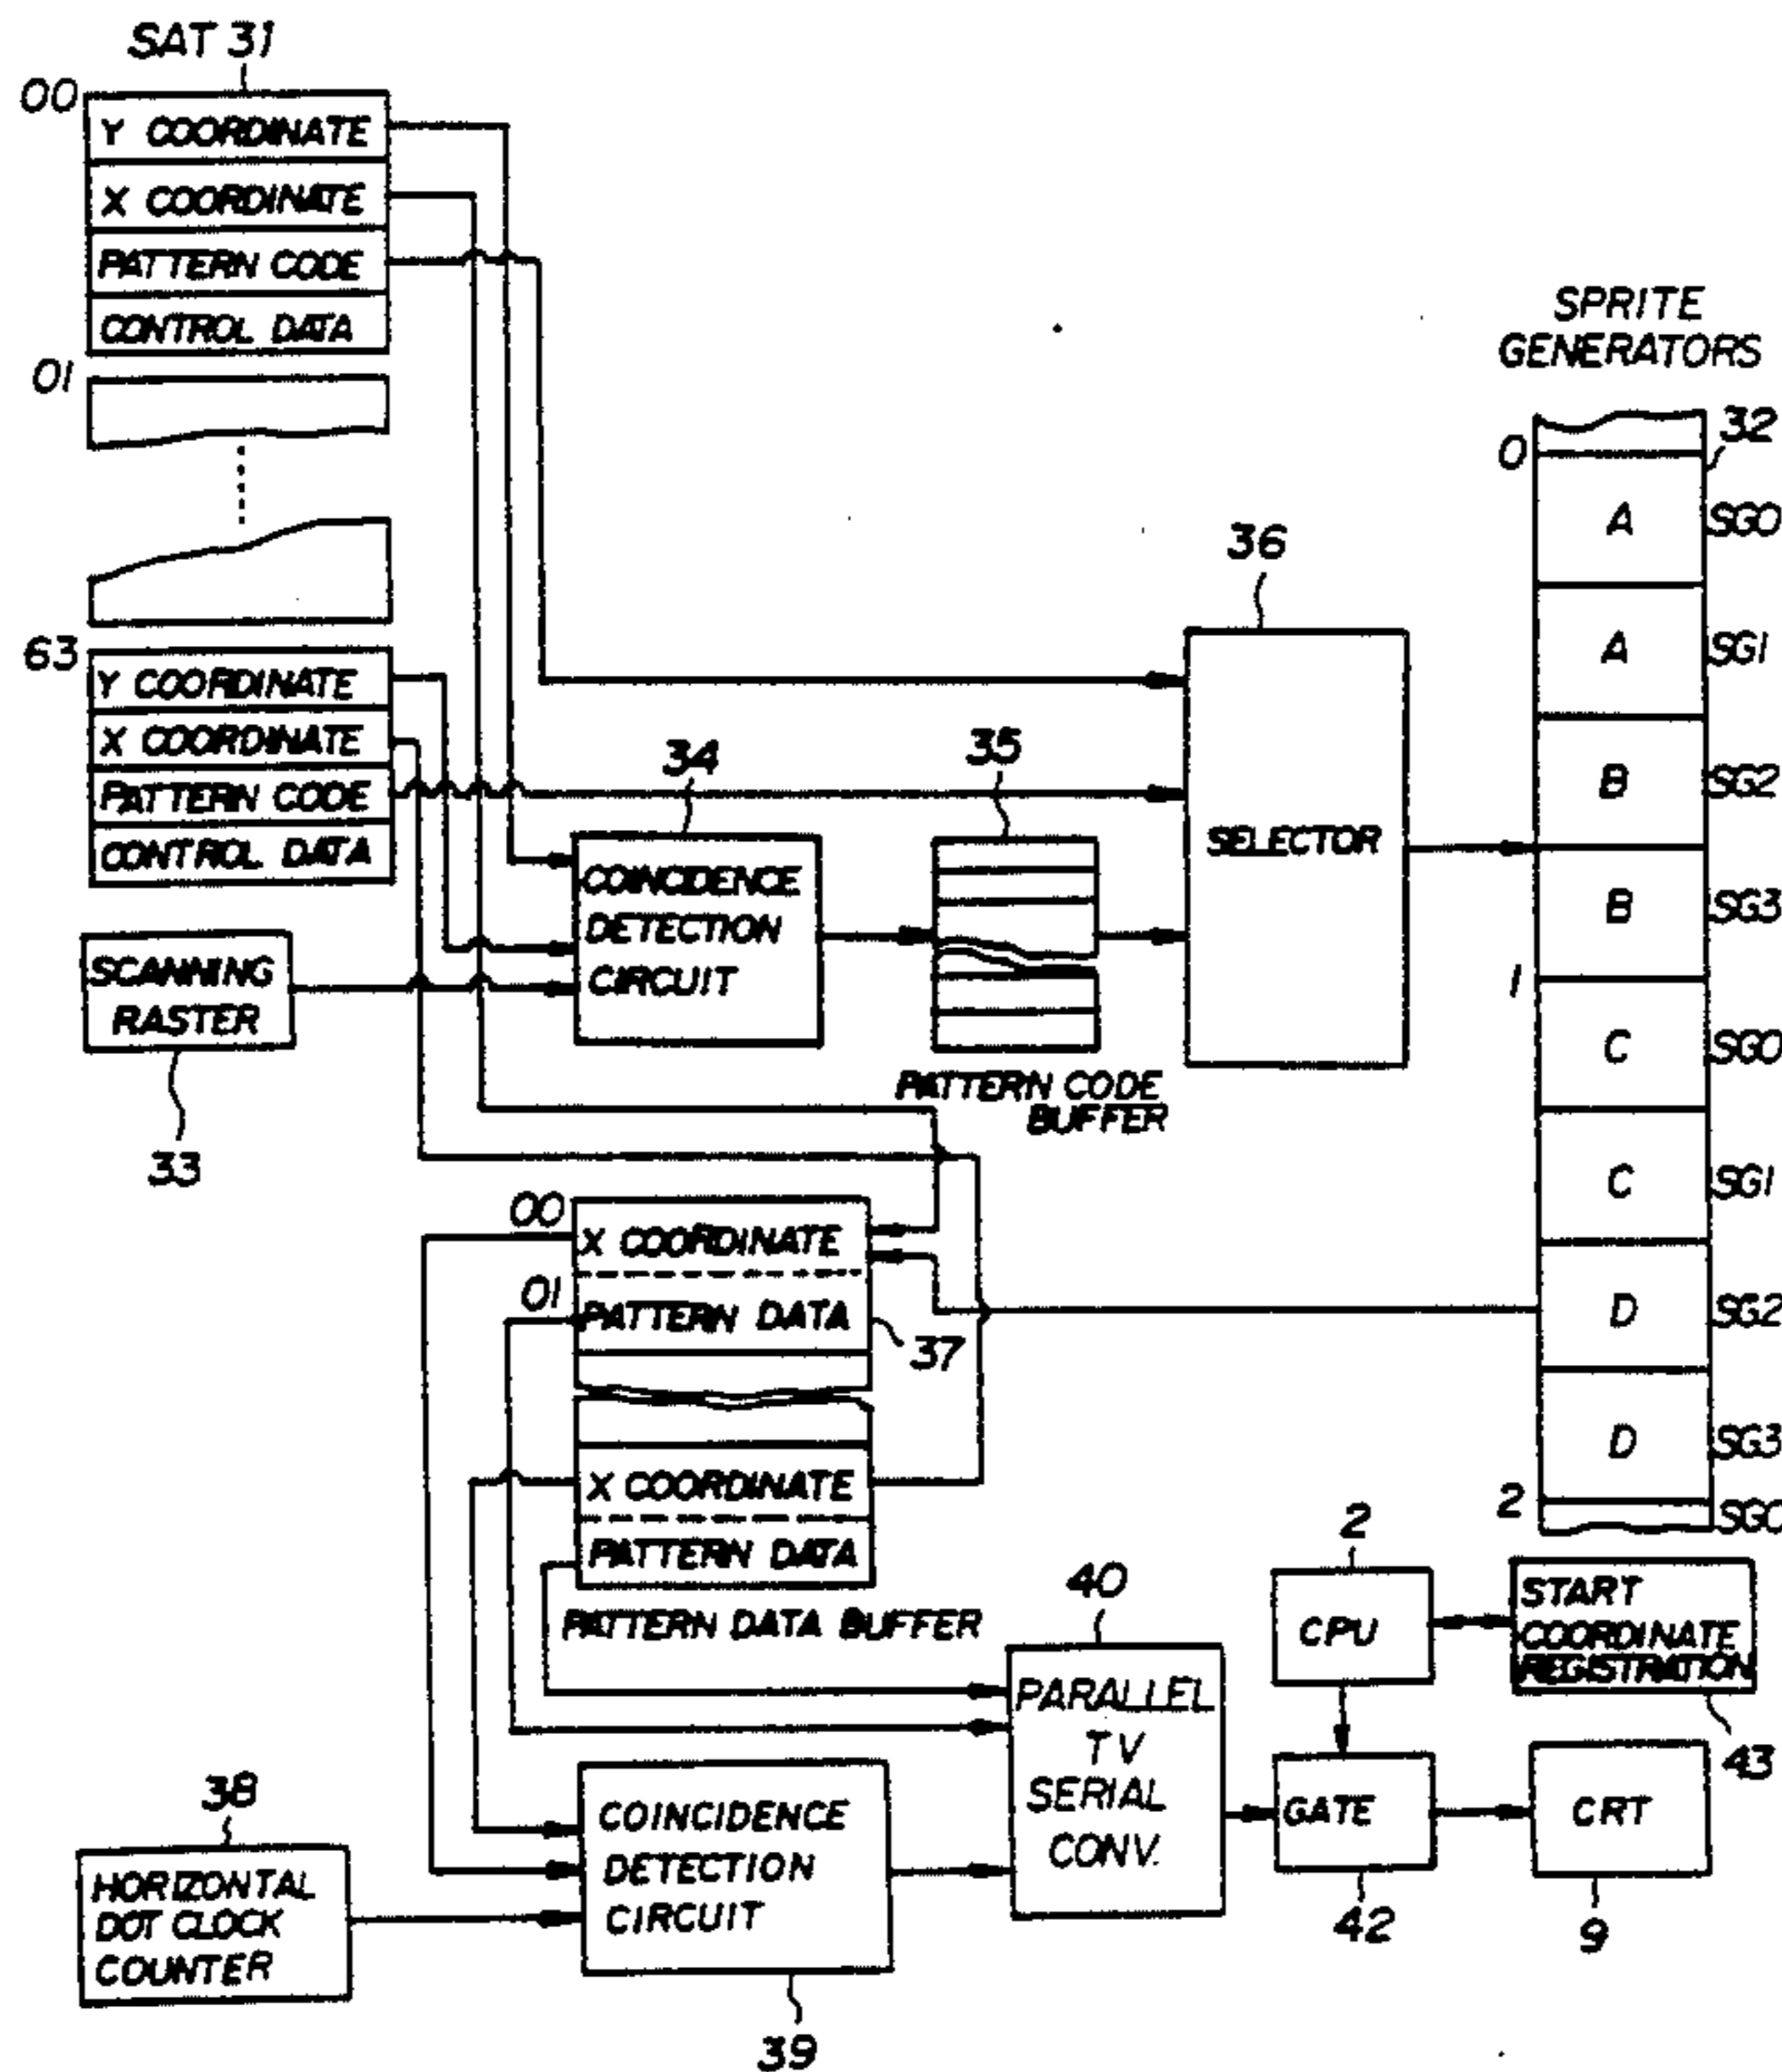 SAT 31
00
Y COORDINATE
X COORDINATE
PATTERN CODE
CONTROL DATA
01
63
Y COORDINATE
X COORDINATE
PATTERN CODE
CONTROL DATA
SCANNING
RASTER
33
34
COINCIDENCE
DETECTION
CIRCUIT
35
PATTERN CODE
BUFFER
36
SELECTOR
SPRITE
GENERATORS
32
0
A
SG0
A
SG1
B
SG2
B
SG3
1
C
SG0
C
SG1
D
SG2
D
SG3
2
SG0
00
X COORDINATE
01
PATTERN DATA
37
X COORDINATE
PATTERN DATA
PATTERN DATA BUFFER
38
HORIZONTAL
DOT CLOCK
COUNTER
COINCIDENCE
DETECTION
CIRCUIT
39
40
PARALLEL
TV
SERIAL
CONV.
2
CPU
START
COORDINATE
REGISTRATION
43
GATE
42
CRT
9